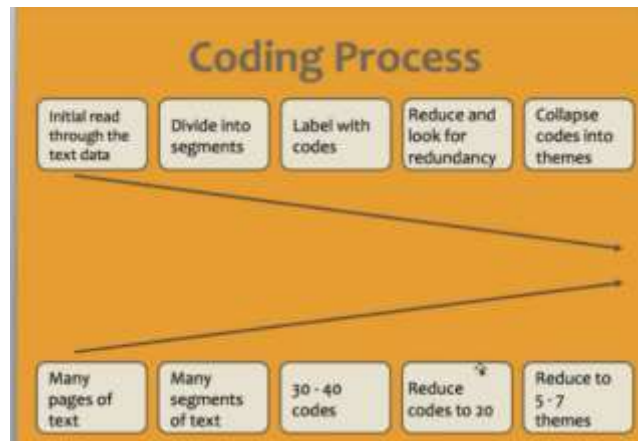 Coding Process
Initial read
through the
text data
Divide into
segments
Label with
codes
Reduce and
look for
redundancy
Collapse
codes into
themes
Many
pages of
text
Many
segments
of text
30 - 40
codes
Reduce
codes to 20
Reduce to
5 - 7
themes